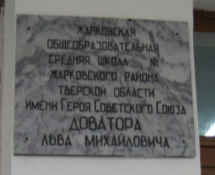 ЖАРКОВСКАЯ
ОБЩЕОБРАЗОВАТЕЛЬНАЯ
СРЕДНЯЯ ШКОЛА №1
ЖАРКОВСКОГО РАЙОНА
ТВЕРСКОЙ ОБЛАСТИ
ИМЕНИ ГЕРОЯ СОВЕТСКОГО СОЮЗА
ДОВАТОРА
ЛЬВА МИХАЙЛОВИЧА